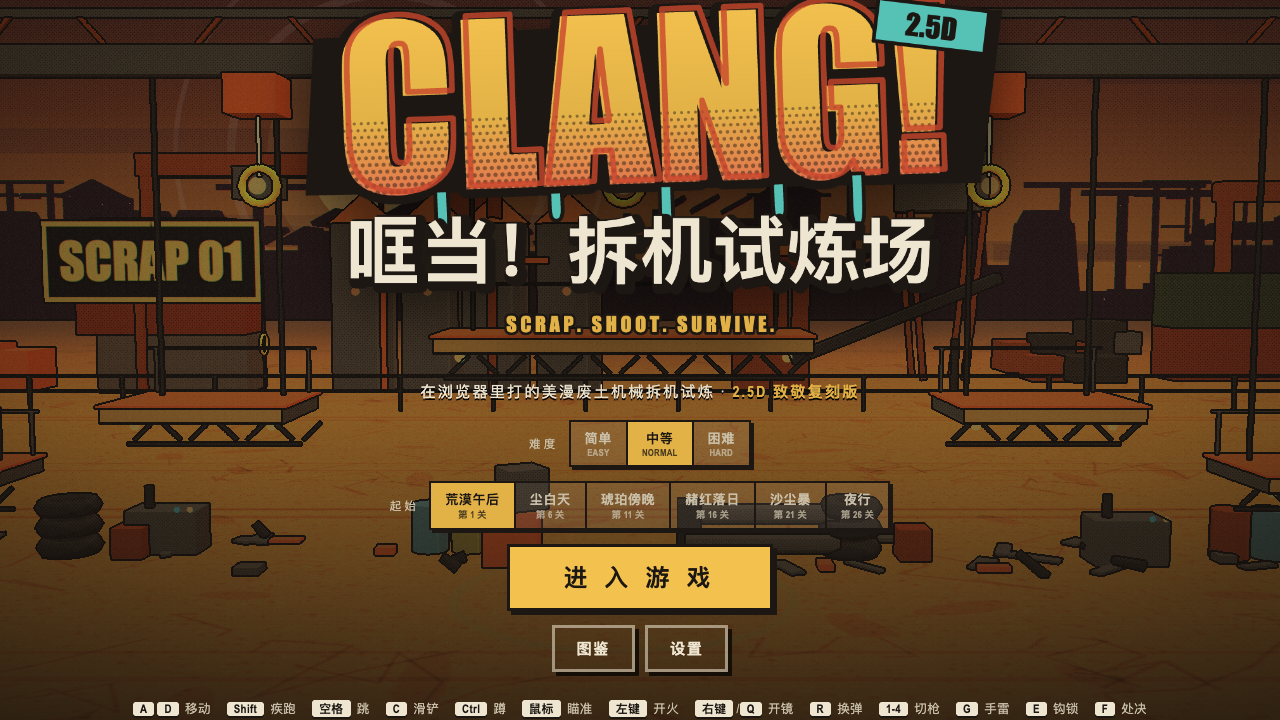 2.5D
CLANG!
SCRAP 01
哐当！拆机试炼场
SCRAP. SHOOT. SURVIVE.
在浏览器里打的美漫废土机械拆机试炼 · 2.5D 致敬复刻版
难度 简单 中等 困难
EASY NORMAL HARD
起始 荒漠午后 尘白天 琥珀傍晚 赭红落日 沙尘暴 夜行
第 1 关 第 6 关 第 11 关 第 16 关 第 21 关 第 26 关
进入游戏
图鉴 设置
A D 移动 Shift 疾跑 空格 跳 C 滑铲 Ctrl 蹲 鼠标 瞄准 左键 开火 右键 / Q 开镜 R 换弹 1-4 切枪 G 手雷 E 钩锁 F 处决